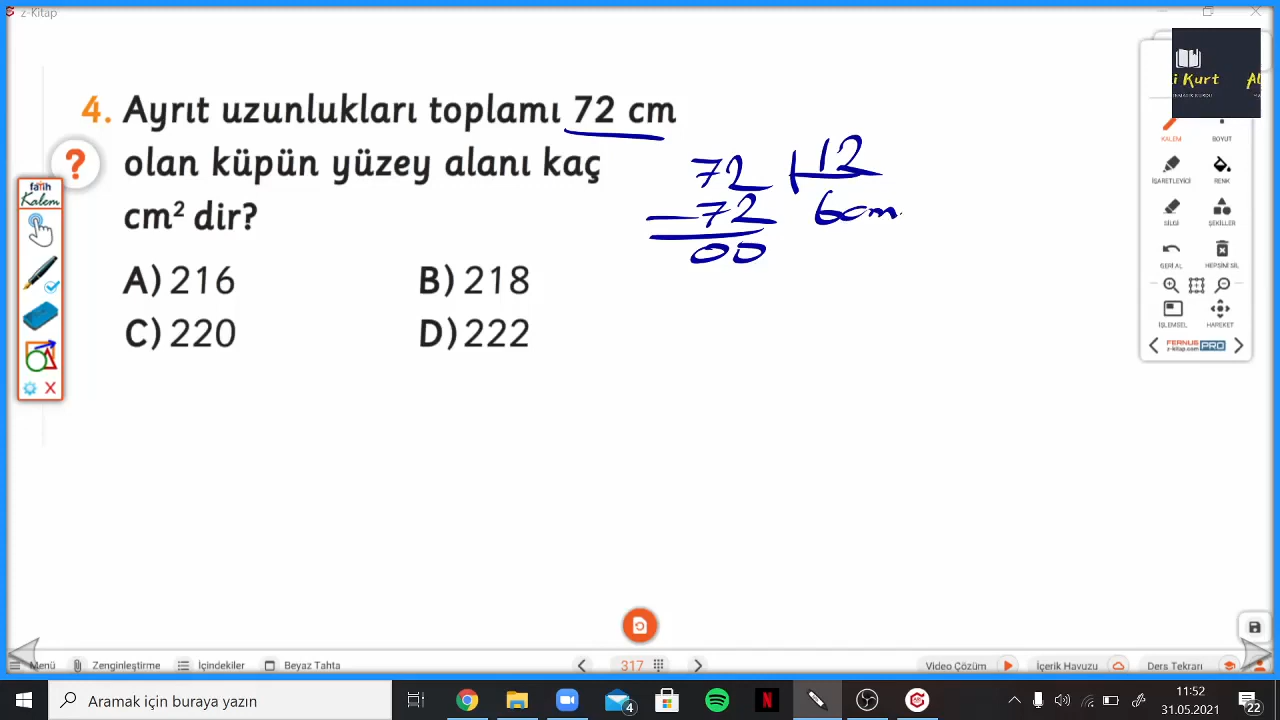 z-Kitap
4. Ayrıt uzunlukları toplamı 72 cm
olan küpün yüzey alanı kaç
cm² dir?
A) 216
B) 218
C) 220
D) 222
72 12
- 72 6cm.
00
?
fatih
Kalem
i Kurt
KALEM
BOYUT
İŞARETLEYİCİ
RENK
SİLGİ
ŞEKİLLER
GERİ AL
HEPSİNİ SİL
İŞLEMSEL
HAREKET
FERNUS PRO
z-kitap.com
Menü
Zenginleştirme
İçindekiler
Beyaz Tahta
317
Video Çözüm
İçerik Havuzu
Ders Tekrarı
Aramak için buraya yazın
4
11:52
31.05.2021
22